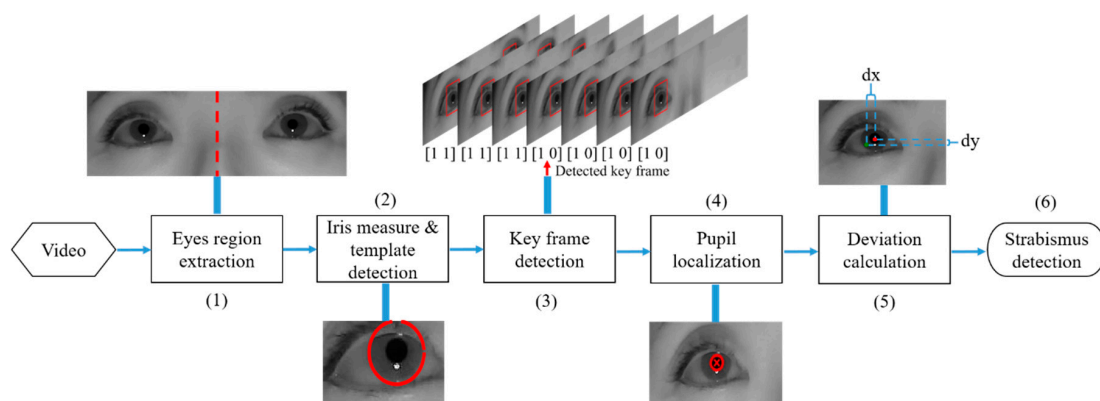 dx
dy
[1 1] [1 1] [1 1] [1 0] [1 0] [1 0] [1 0]
Detected key frame
(2)
(4)
(6)
Video
Eyes region
extraction
Iris measure &
template
detection
Key frame
detection
Pupil
localization
Deviation
calculation
Strabismus
detection
(1)
(3)
(5)